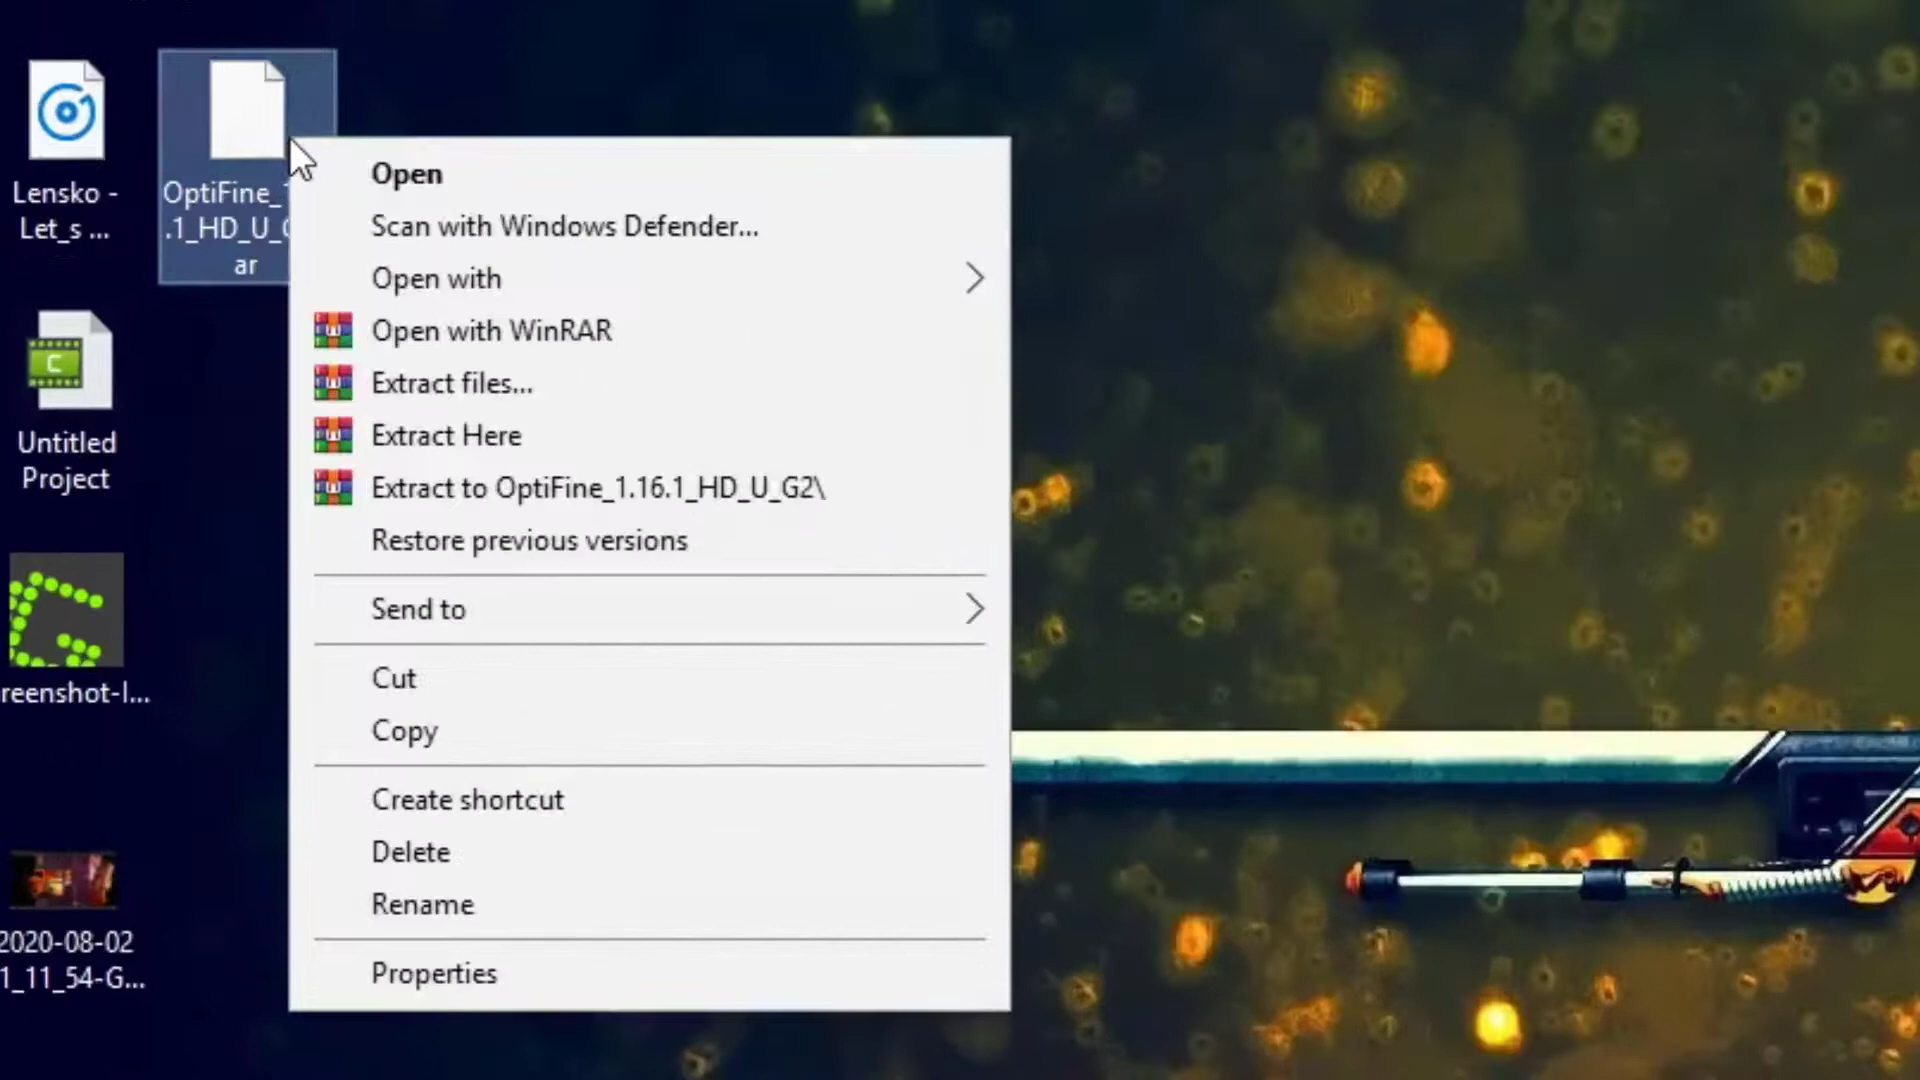 Lensko -
Let_s ...
OptiFine_
.1_HD_U_
ar
Untitled
Project
reenshot-I...
2020-08-02
1_11_54-G...
Open
Scan with Windows Defender...
Open with
Open with WinRAR
Extract files...
Extract Here
Extract to OptiFine_1.16.1_HD_U_G2\
Restore previous versions
Send to
Cut
Copy
Create shortcut
Delete
Rename
Properties